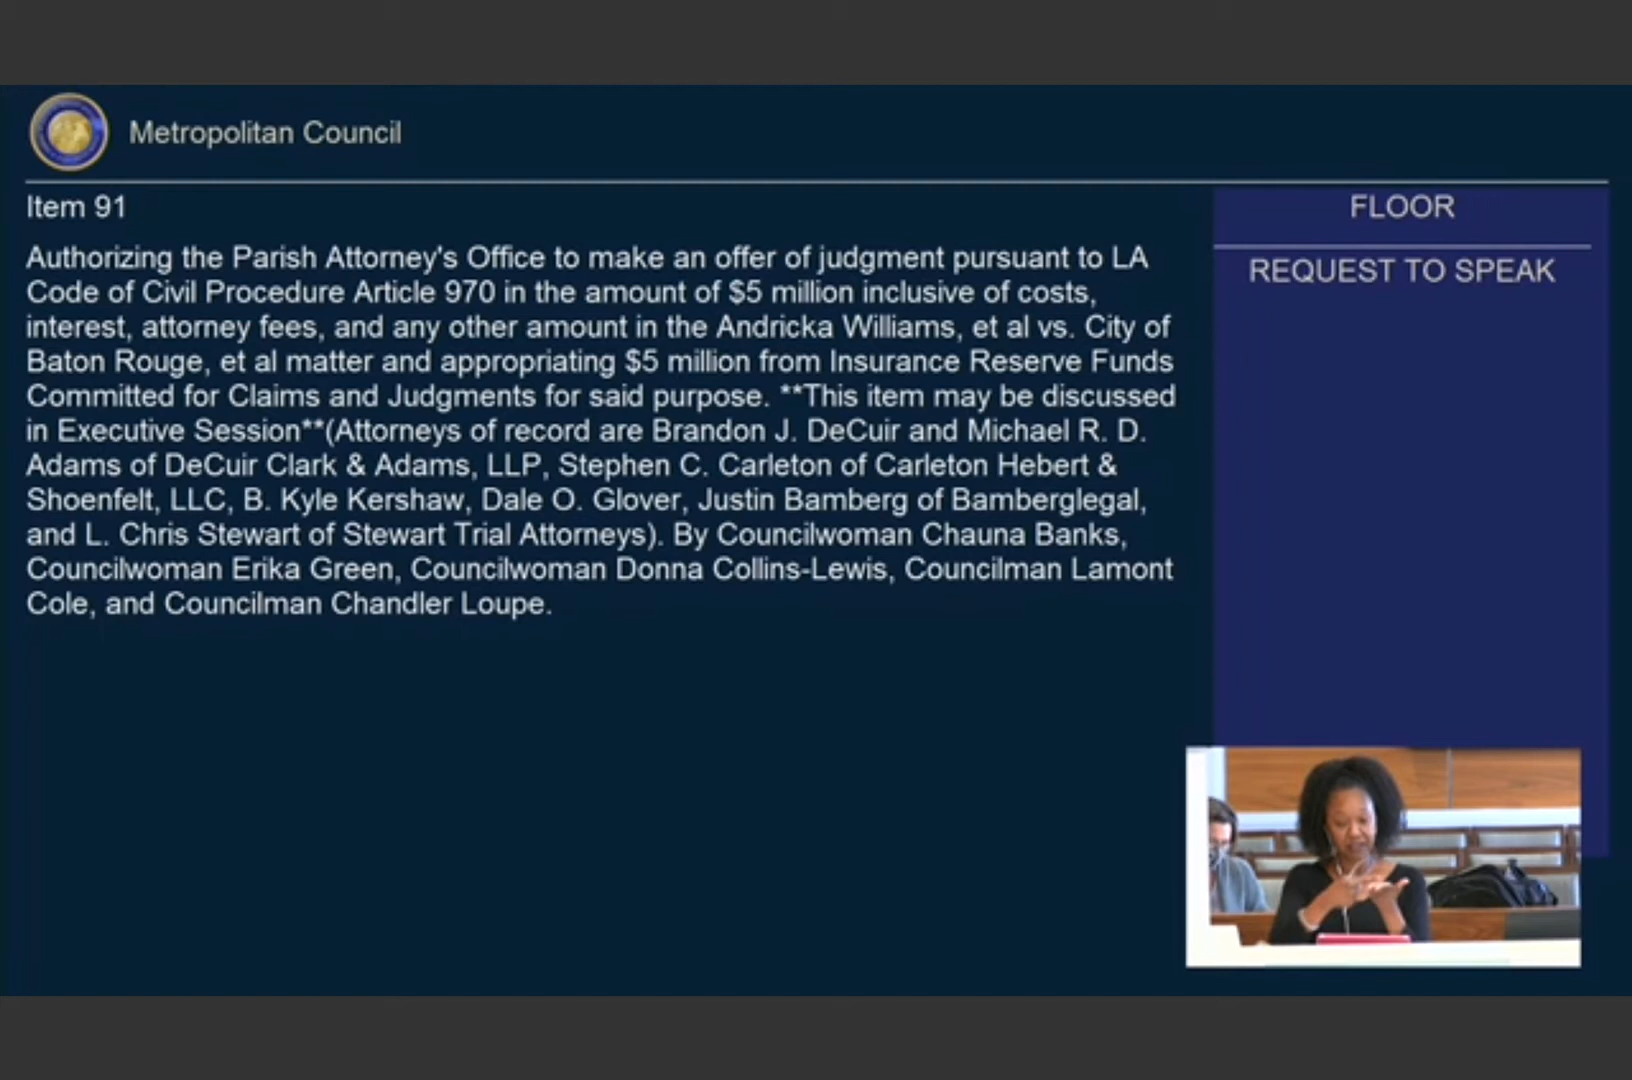 Metropolitan Council
Item 91
Authorizing the Parish Attorney's Office to make an offer of judgment pursuant to LA
Code of Civil Procedure Article 970 in the amount of $5 million inclusive of costs,
interest, attorney fees, and any other amount in the Andricka Williams, et al vs. City of
Baton Rouge, et al matter and appropriating $5 million from Insurance Reserve Funds
Committed for Claims and Judgments for said purpose. **This item may be discussed
in Executive Session**(Attorneys of record are Brandon J. DeCuir and Michael R. D.
Adams of DeCuir Clark & Adams, LLP, Stephen C. Carleton of Carleton Hebert &
Shoenfelt, LLC, B. Kyle Kershaw, Dale O. Glover, Justin Bamberg of Bamberglegal,
and L. Chris Stewart of Stewart Trial Attorneys). By Councilwoman Chauna Banks,
Councilwoman Erika Green, Councilwoman Donna Collins-Lewis, Councilman Lamont
Cole, and Councilman Chandler Loupe.
FLOOR
REQUEST TO SPEAK